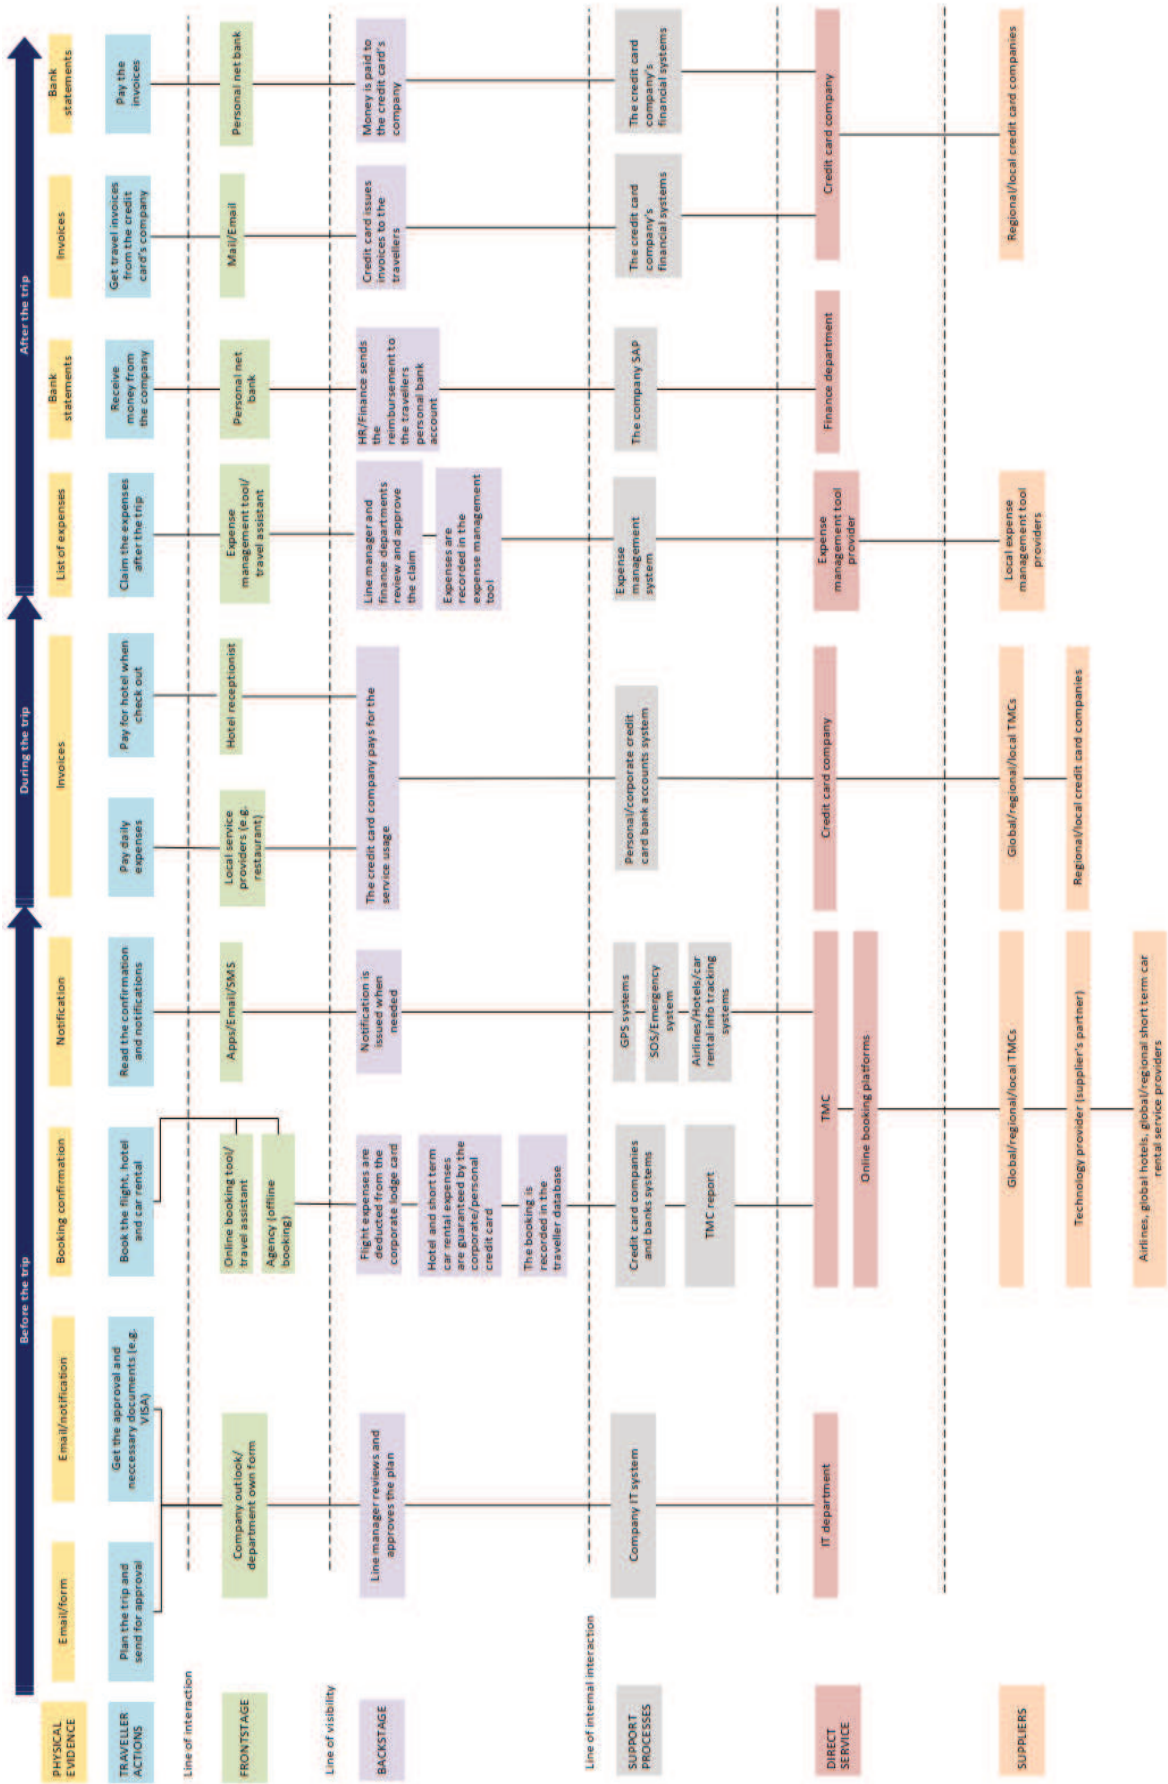 Before the trip
During the trip
After the trip
PHYSICAL
EVIDENCE
Email/form
Email/notification
Booking confirmation
Notification
Invoices
List of expenses
Bank
statements
Invoices
Bank
statements
TRAVELLER
ACTIONS
Plan the trip and
send for approval
Get the approval and
neccessary documents (e.g.
VISA)
Book the flight, hotel
and car rental
Read the confirmation
and notifications
Pay daily
expenses
Pay for hotel when
check out
Claim the expenses
after the trip
Receive
money from
the company
Get travel invoices
from the credit
card's company
Pay the
invoices
Line of interaction
FRONTSTAGE
Company outlook/
department own form
Online booking tool/
travel assistant
Agency (offline
booking)
Apps/Email/SMS
Local service
providers (e.g.
restaurant)
Hotel receptionist
Expense
management tool/
travel assistant
Personal net
bank
Mail/Email
Personal net bank
Line of visibility
BACKSTAGE
Line manager reviews and
approves the plan
Flight expenses are
deducted from the
corporate lodge card
Hotel and short term
car rental expenses
are guaranteed by the
corporate/personal
credit card
The booking is
recorded in the
traveller database
Notification is
issued when
needed
The credit card company pays for the
service usage
Line manager and
finance departments
review and approve
the claim
Expenses are
recorded in the
expense management
tool
HR/Finance sends
the
reimbursement to
the travellers
personal bank
account
Credit card issues
invoices to the
travellers
Money is paid to
the credit card's
company
Line of internal interaction
SUPPORT
PROCESSES
Company IT system
Credit card companies
and banks systems
TMC report
GPS systems
SOS/Emergency
system
Airlines/Hotels/car
rental info tracking
systems
Personal/corporate credit
card bank accounts system
Expense
management
system
The company SAP
The credit card
company's
financial systems
The credit card
company's
financial systems
DIRECT
SERVICE
IT department
TMC
Online booking platforms
Credit card company
Expense
management tool
provider
Finance department
Credit card company
SUPPLIERS
Global/regional/local TMCs
Technology provider (supplier's partner)
Airlines, global hotels, global/regional short term car
rental service providers
Global/regional/local TMCs
Regional/local credit card companies
Local expense
management tool
providers
Regional/local credit card companies